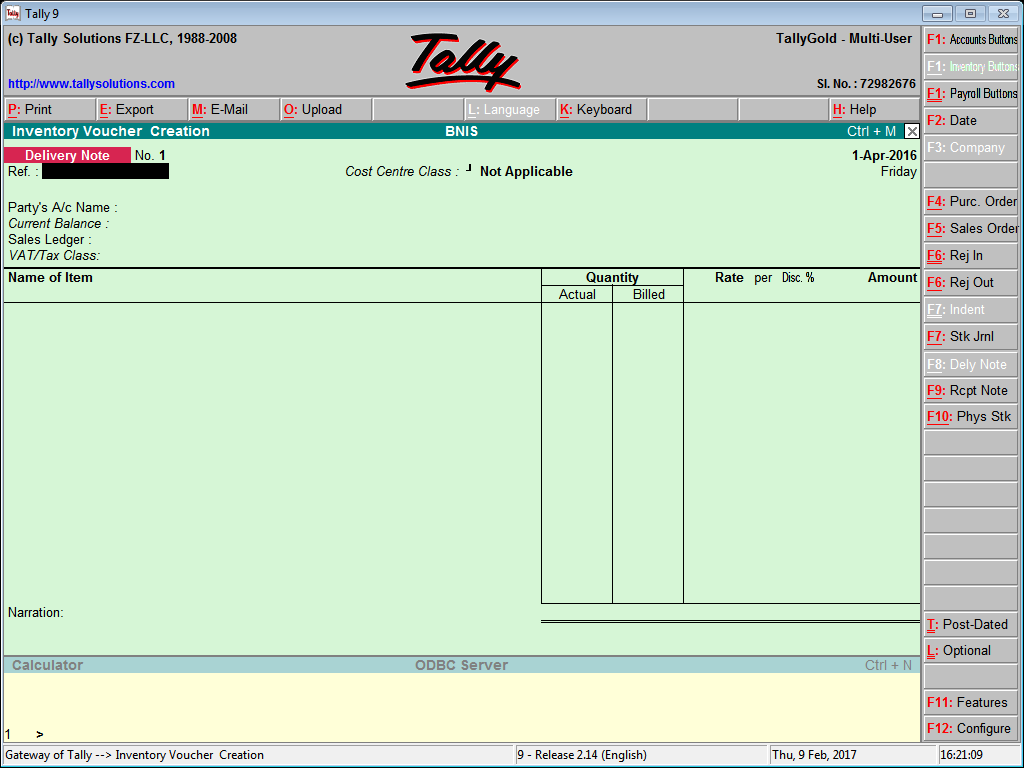 Tally 9
(c) Tally Solutions FZ-LLC, 1988-2008
Tally
TallyGold - Multi-User
http://www.tallysolutions.com
Sl. No. : 72982676
P: Print E: Export M: E-Mail O: Upload L: Language K: Keyboard H: Help
Inventory Voucher Creation BNIS Ctrl + M
Delivery Note No. 1 1-Apr-2016
Ref. : Cost Centre Class : Not Applicable Friday
Party's A/c Name :
Current Balance :
Sales Ledger :
VAT/Tax Class:
Name of Item Quantity Rate per Disc. % Amount
Actual Billed
Narration:
Calculator ODBC Server Ctrl + N
1 >
Gateway of Tally --> Inventory Voucher Creation 9 - Release 2.14 (English) Thu, 9 Feb, 2017 16:21:09
F1: Accounts Buttons
F1: Inventory Buttons
F1: Payroll Buttons
F2: Date
F3: Company
F4: Purc. Order
F5: Sales Order
F6: Rej In
F6: Rej Out
F7: Indent
F7: Stk Jrnl
F8: Dely Note
F9: Rcpt Note
F10: Phys Stk
T: Post-Dated
L: Optional
F11: Features
F12: Configure